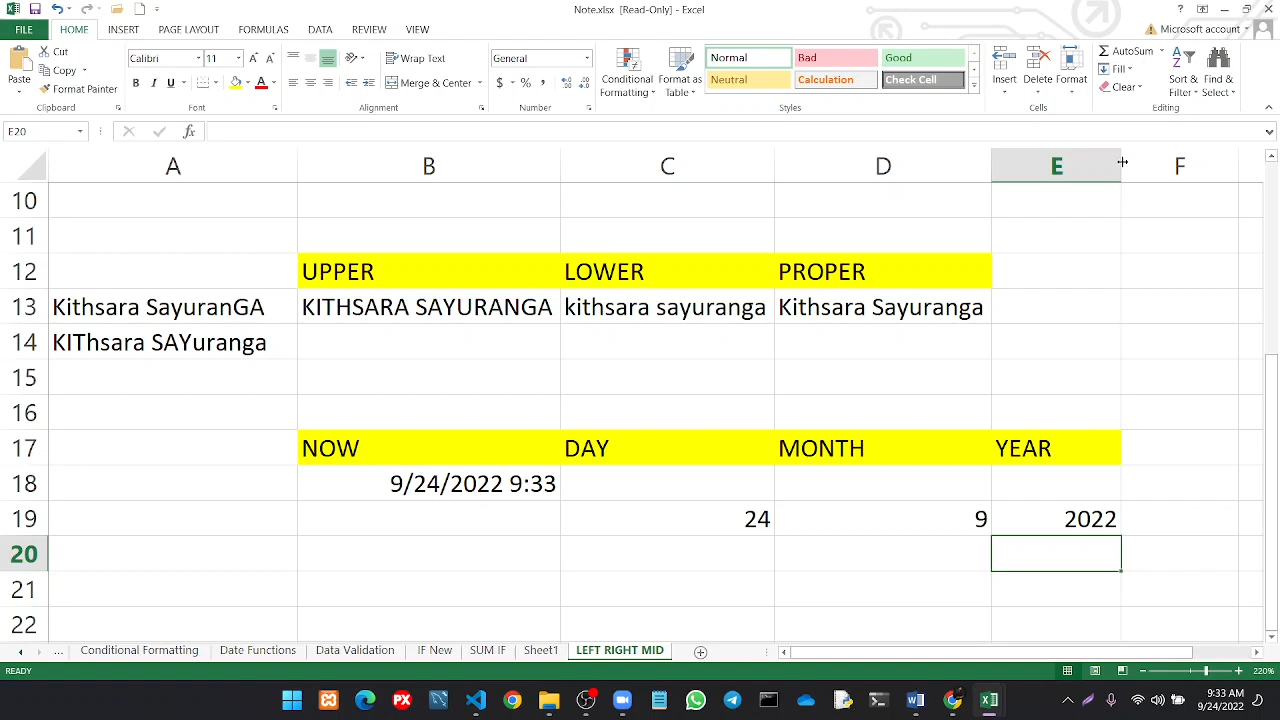 Note.xlsx [Read-Only] - Excel
?
FILE HOME INSERT PAGE LAYOUT FORMULAS DATA REVIEW VIEW Microsoft account
Paste Cut Copy Format Painter
Clipboard
Calibri 11
B I U A
Font
Wrap Text
Merge & Center
Alignment
General
$ % ,
Number
Conditional Formatting Format as Table
Normal Bad Good
Neutral Calculation Check Cell
Styles
Insert Delete Format
Cells
AutoSum Fill Clear Sort & Filter Find & Select
Editing
E20 fx
A B C D E F
10
11
12 UPPER LOWER PROPER
13 Kithsara SayuranGA KITHSARA SAYURANGA kithsara sayuranga Kithsara Sayuranga
14 KIThsara SAYuranga
15
16
17 NOW DAY MONTH YEAR
18 9/24/2022 9:33
19 24 9 2022
20
21
22
... Conditional Formatting Date Functions Data Validation IF New SUM IF Sheet1 LEFT RIGHT MID
READY 220%
PX
9:33 AM
9/24/2022